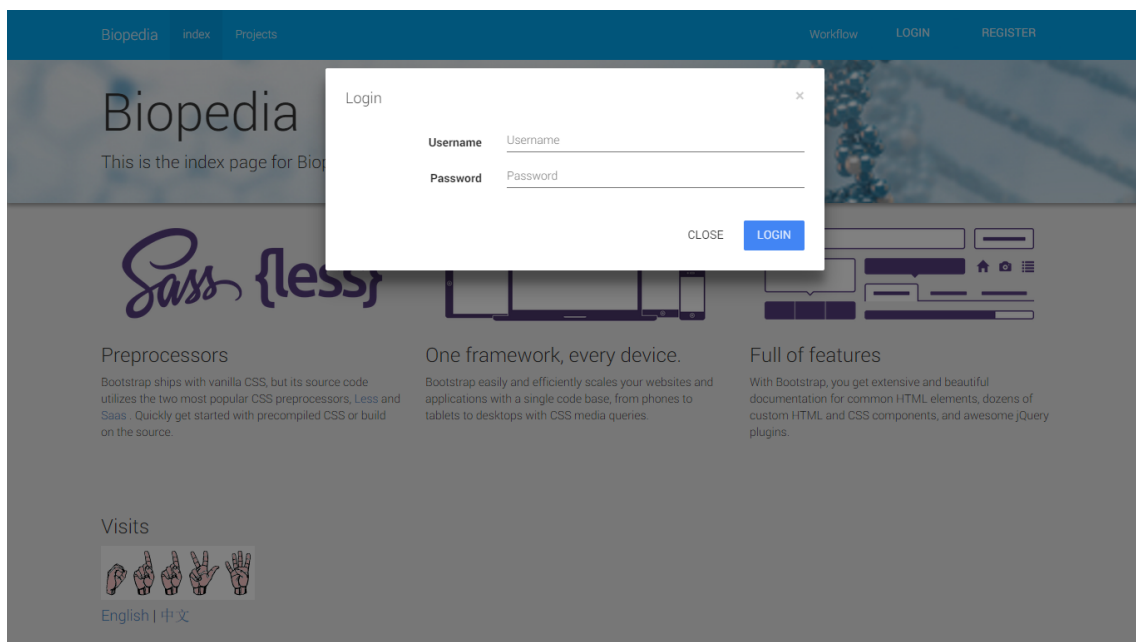 Biopedia index Projects Workflow LOGIN REGISTER
Biopedia
This is the index page for Biop
Login ×
Username Username
Password Password
CLOSE LOGIN
Sass {less}
Preprocessors
Bootstrap ships with vanilla CSS, but its source code
utilizes the two most popular CSS preprocessors, Less and
Saas . Quickly get started with precompiled CSS or build
on the source.
One framework, every device.
Bootstrap easily and efficiently scales your websites and
applications with a single code base, from phones to
tablets to desktops with CSS media queries.
Full of features
With Bootstrap, you get extensive and beautiful
documentation for common HTML elements, dozens of
custom HTML and CSS components, and awesome jQuery
plugins.
Visits
English | 中文